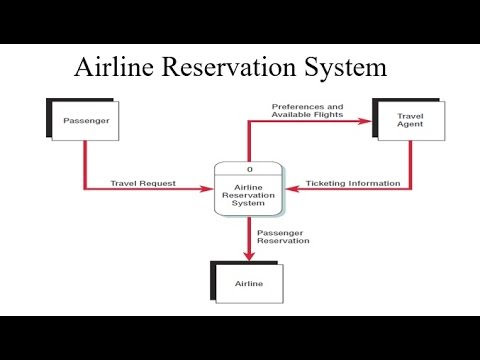 Airline Reservation System
Preferences and
Available Flights
Passenger
Travel
Agent
0
Travel Request
Airline
Reservation
System
Ticketing Information
Passenger
Reservation
Airline